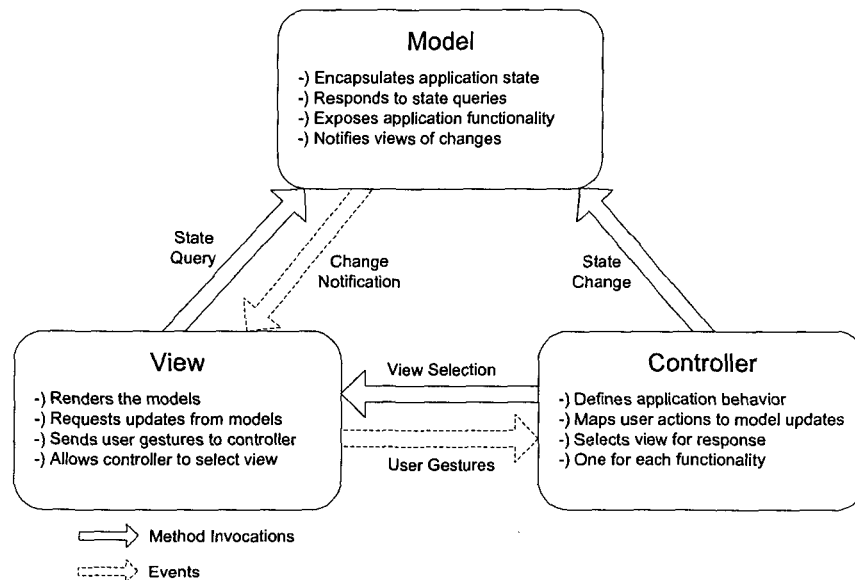 Model
-) Encapsulates application state
-) Responds to state queries
-) Exposes application functionality
-) Notifies views of changes
State
Query
Change
Notification
State
Change
View
-) Renders the models
-) Requests updates from models
-) Sends user gestures to controller
-) Allows controller to select view
View Selection
User Gestures
Controller
-) Defines application behavior
-) Maps user actions to model updates
-) Selects view for response
-) One for each functionality
Method Invocations
Events